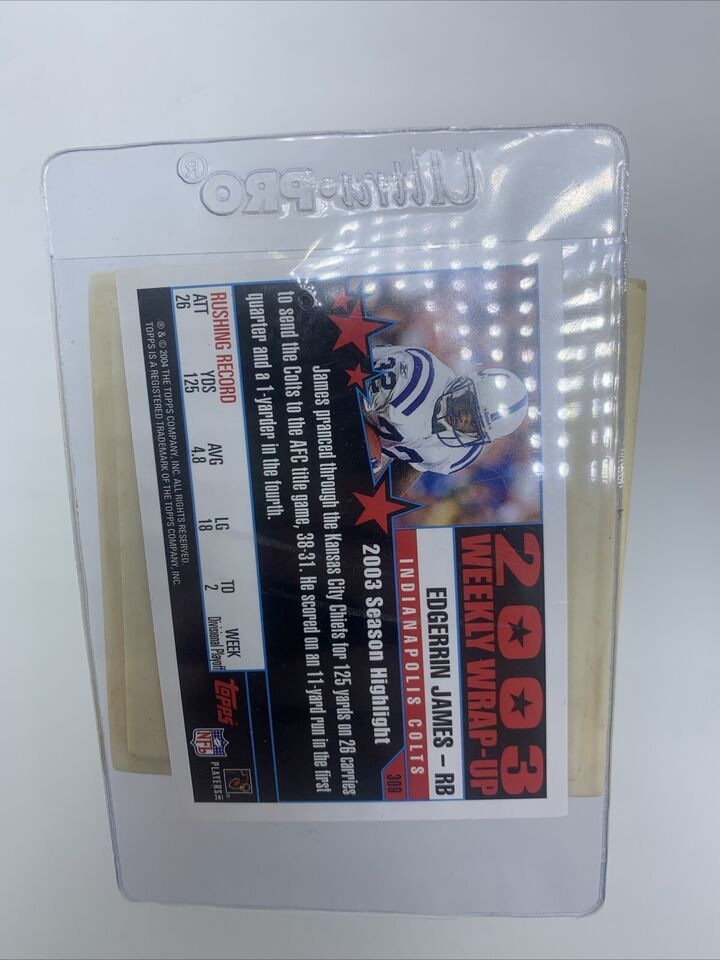 Ultra•PRO®
2003
WEEKLY WRAP-UP
EDGERRIN JAMES – RB
INDIANAPOLIS COLTS
309
32
2003 Season Highlight
James pranced through the Kansas City Chiefs for 125 yards on 26 carries
to send the Colts to the AFC title game, 38-31. He scored on an 11-yard run in the first
quarter and a 1-yarder in the fourth.
RUSHING RECORD
ATT YDS AVG LG TD WEEK
26 125 4.8 18 2 Divisional Playoff
Topps
NFL
PLAYERS INC
® & © 2004 THE TOPPS COMPANY, INC. ALL RIGHTS RESERVED.
TOPPS IS A REGISTERED TRADEMARK OF THE TOPPS COMPANY, INC.